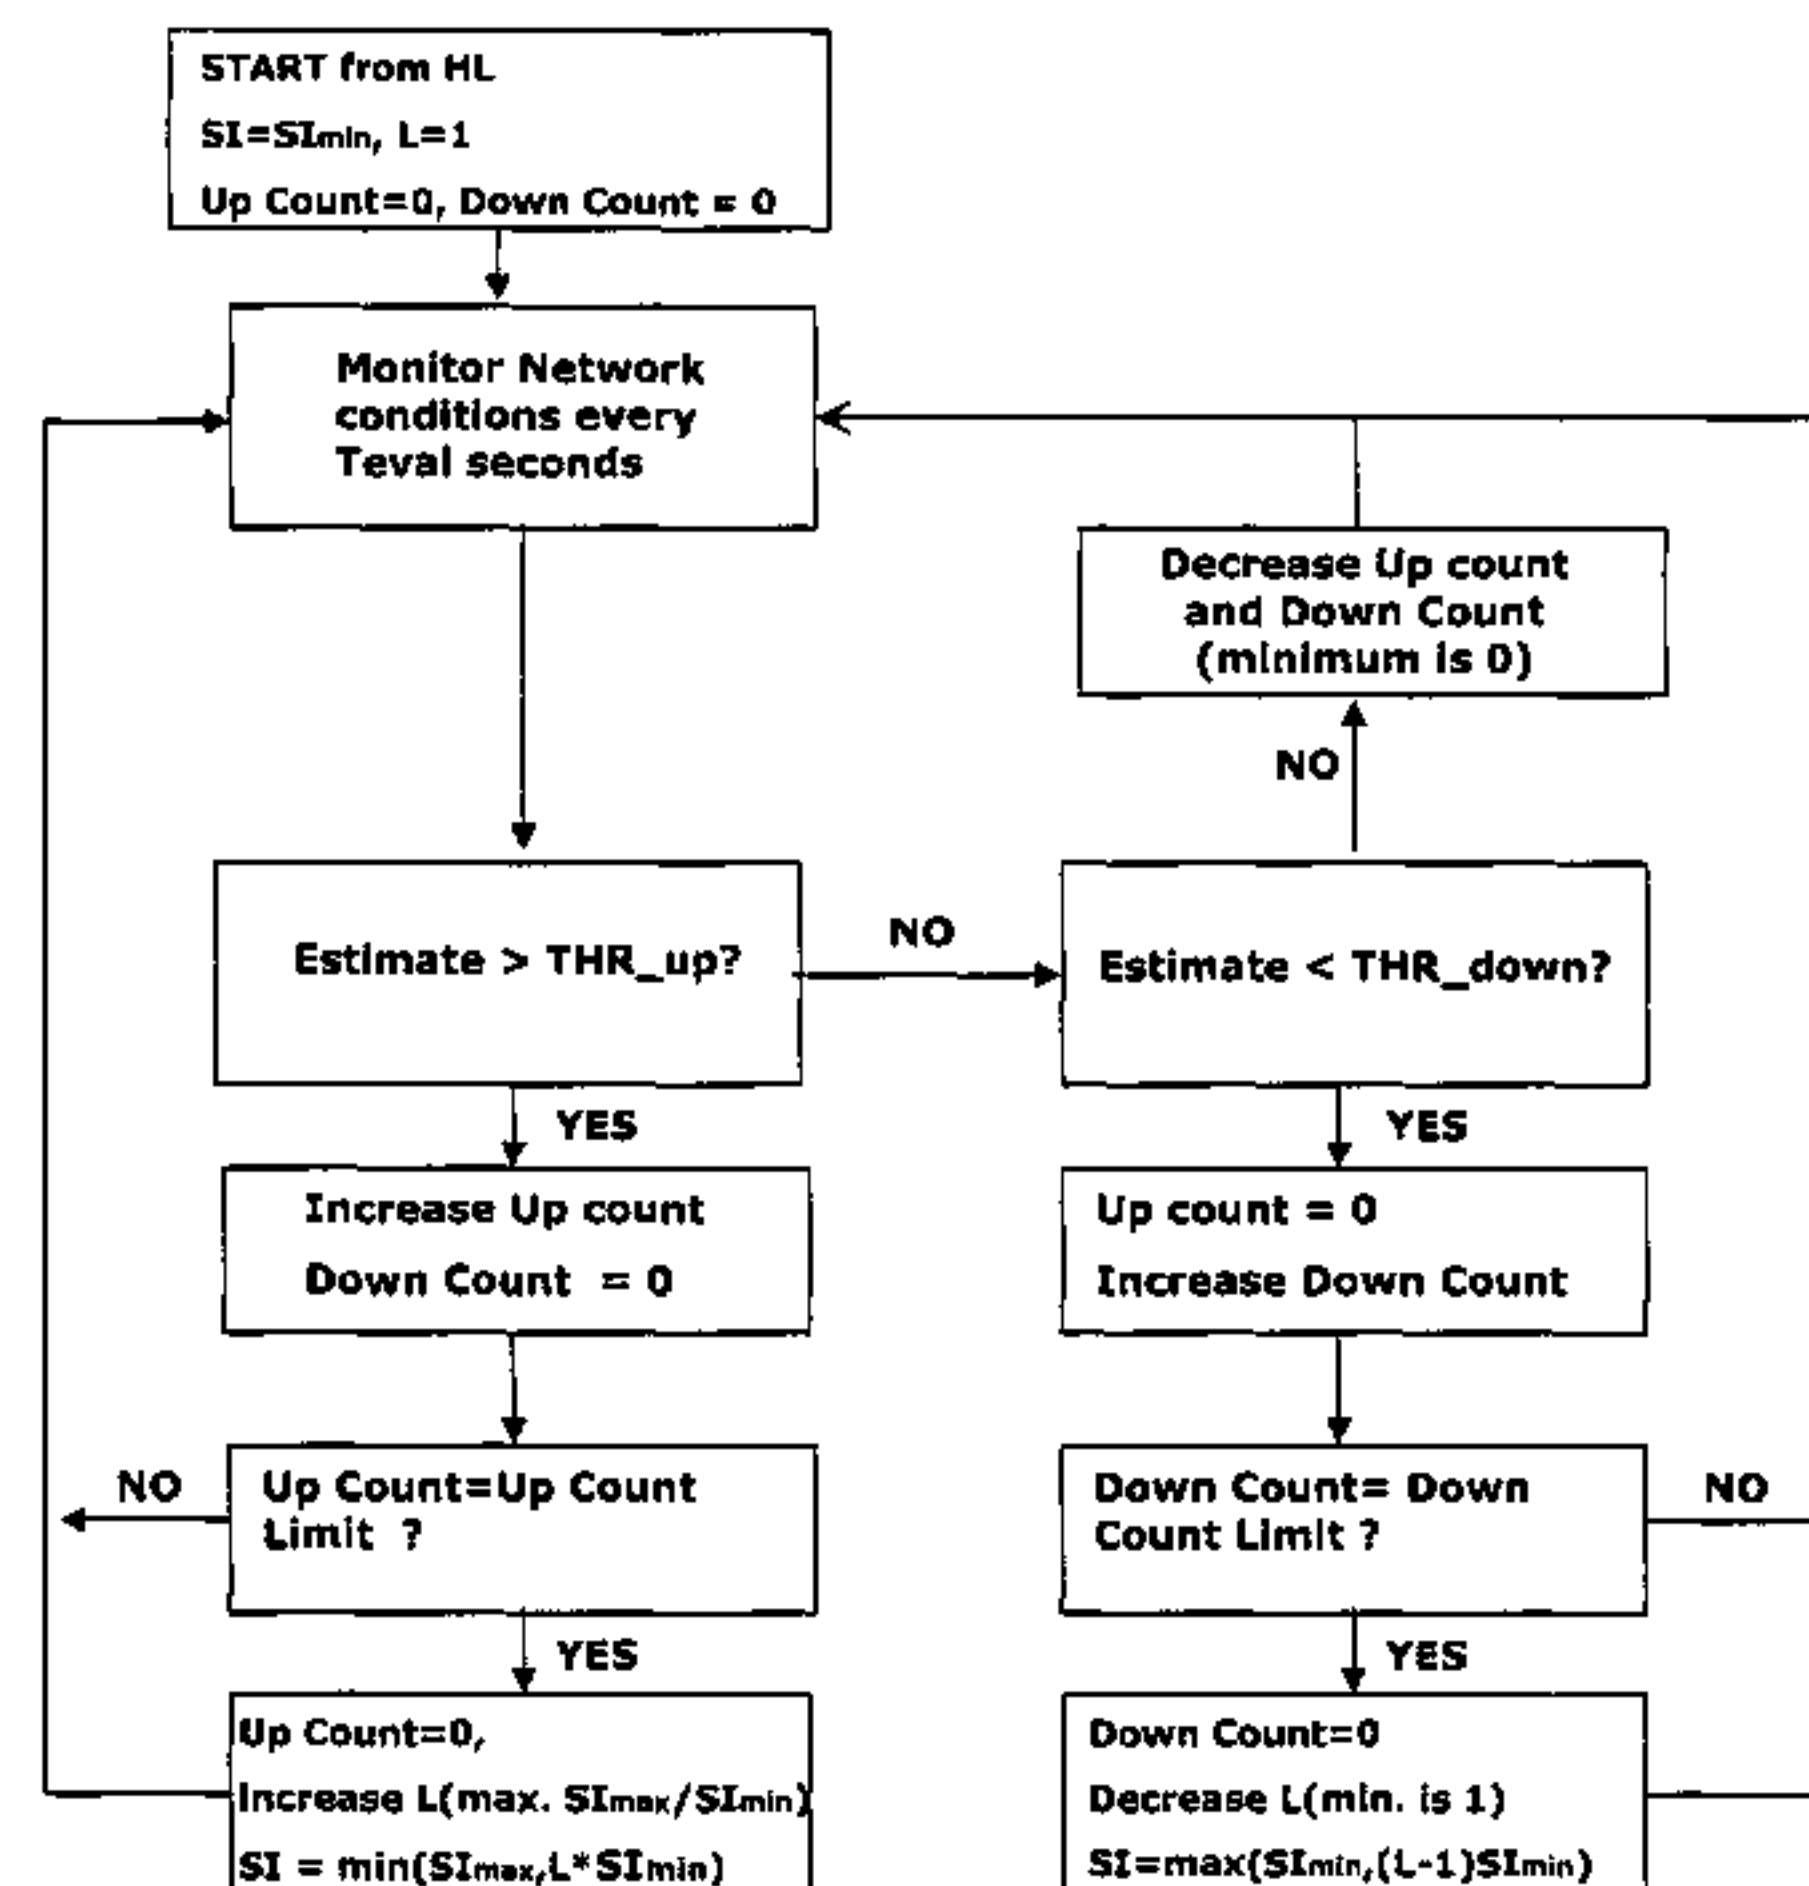 START from HL
SI=SImin, L=1
Up Count=0, Down Count = 0
Monitor Network
conditions every
Teval seconds
Decrease Up count
and Down Count
(minimum is 0)
NO
Estimate > THR_up?
NO
Estimate < THR_down?
YES
YES
Increase Up count
Down Count = 0
Up count = 0
Increase Down Count
NO
Up Count=Up Count
Limit ?
Down Count= Down
Count Limit ?
NO
YES
YES
Up Count=0,
Increase L(max. SImax/SImin)
SI = min(SImax,L*SImin)
Down Count=0
Decrease L(min. is 1)
SI=max(SImin,(L-1)SImin)